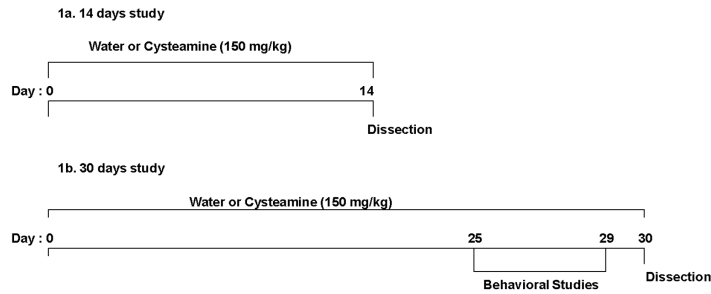 1a. 14 days study
Water or Cysteamine (150 mg/kg)
Day : 0 14
Dissection
1b. 30 days study
Water or Cysteamine (150 mg/kg)
Day : 0 25 29 30
Behavioral Studies
Dissection